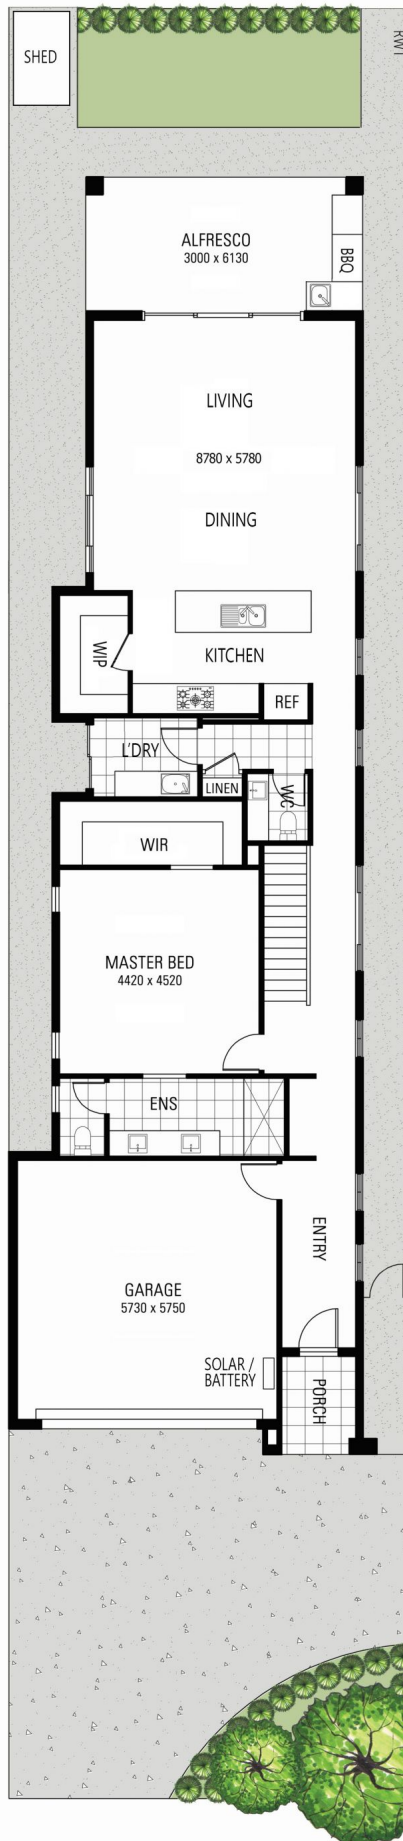 SHED
RWT
ALFRESCO
3000 x 6130
BBQ
LIVING
8780 x 5780
DINING
KITCHEN
WIP
REF
L'DRY
LINEN
WC
WIR
MASTER BED
4420 x 4520
ENS
ENTRY
GARAGE
5730 x 5750
SOLAR /
BATTERY
PORCH